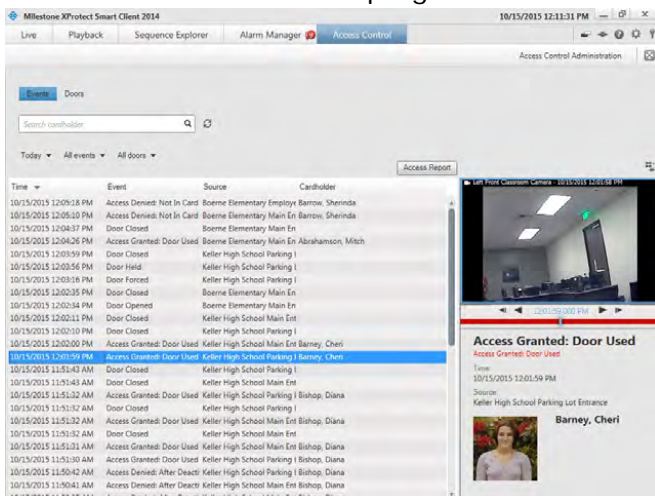 Milestone XProtect Smart Client 2014 10/15/2015 12:11:31 PM
Live Playback Sequence Explorer Alarm Manager Access Control
Access Control Administration
Events Doors
Search cardholder
Today All events All doors
Access Report
Time Event Source Cardholder
10/15/2015 12:05:18 PM Access Denied: Not In Card Boerne Elementary Employe Barrow, Sherinda
10/15/2015 12:05:10 PM Access Denied: Not In Card Boerne Elementary Main En Barrow, Sherinda
10/15/2015 12:04:37 PM Door Closed Boerne Elementary Main En
10/15/2015 12:04:26 PM Access Granted: Door Used Boerne Elementary Main En Abrahamson, Mitch
10/15/2015 12:03:59 PM Door Closed Keller High School Parking l
10/15/2015 12:03:56 PM Door Held Keller High School Parking l
10/15/2015 12:03:16 PM Door Forced Keller High School Parking l
10/15/2015 12:02:35 PM Door Closed Boerne Elementary Main En
10/15/2015 12:02:34 PM Door Opened Boerne Elementary Main En
10/15/2015 12:02:11 PM Door Closed Keller High School Main Ent
10/15/2015 12:02:10 PM Door Closed Keller High School Parking l
10/15/2015 12:02:00 PM Access Granted: Door Used Keller High School Main Ent Barney, Cheri
10/15/2015 12:01:59 PM Access Granted: Door Used Keller High School Parking l Barney, Cheri
10/15/2015 11:51:43 AM Door Closed Keller High School Parking l
10/15/2015 11:51:43 AM Door Closed Keller High School Main Ent
10/15/2015 11:51:32 AM Access Granted: Door Used Keller High School Parking l Bishop, Diana
10/15/2015 11:51:32 AM Door Closed Keller High School Parking l
10/15/2015 11:51:32 AM Door Closed Keller High School Main Ent
10/15/2015 11:51:31 AM Access Granted: Door Used Keller High School Main Ent Bishop, Diana
10/15/2015 11:51:30 AM Access Granted: Door Used Keller High School Parking l Bishop, Diana
10/15/2015 11:50:42 AM Access Denied: After Deacti Keller High School Parking l Bishop, Diana
10/15/2015 11:50:41 AM Access Denied: After Deacti Keller High School Main Ent Bishop, Diana
Left Front Classroom Camera - 10/15/2015 12:01:58 PM
12:01:59.000 PM
Access Granted: Door Used
Access Granted: Door Used
Time:
10/15/2015 12:01:59 PM
Source:
Keller High School Parking Lot Entrance
Barney, Cheri